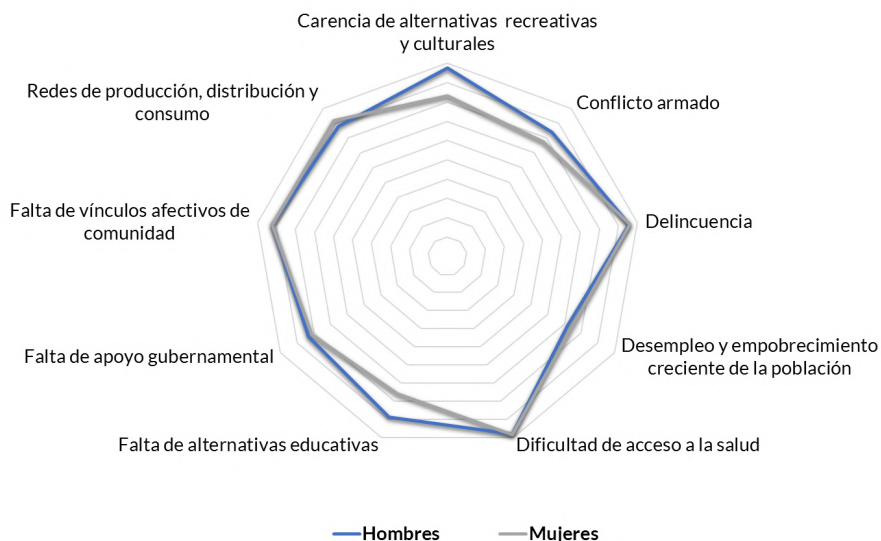 Carencia de alternativas recreativas
y culturales
Conflicto armado
Delincuencia
Desempleo y empobrecimiento
creciente de la población
Dificultad de acceso a la salud
Falta de alternativas educativas
Falta de apoyo gubernamental
Falta de vínculos afectivos de
comunidad
Redes de producción, distribución y
consumo
Hombres
Mujeres